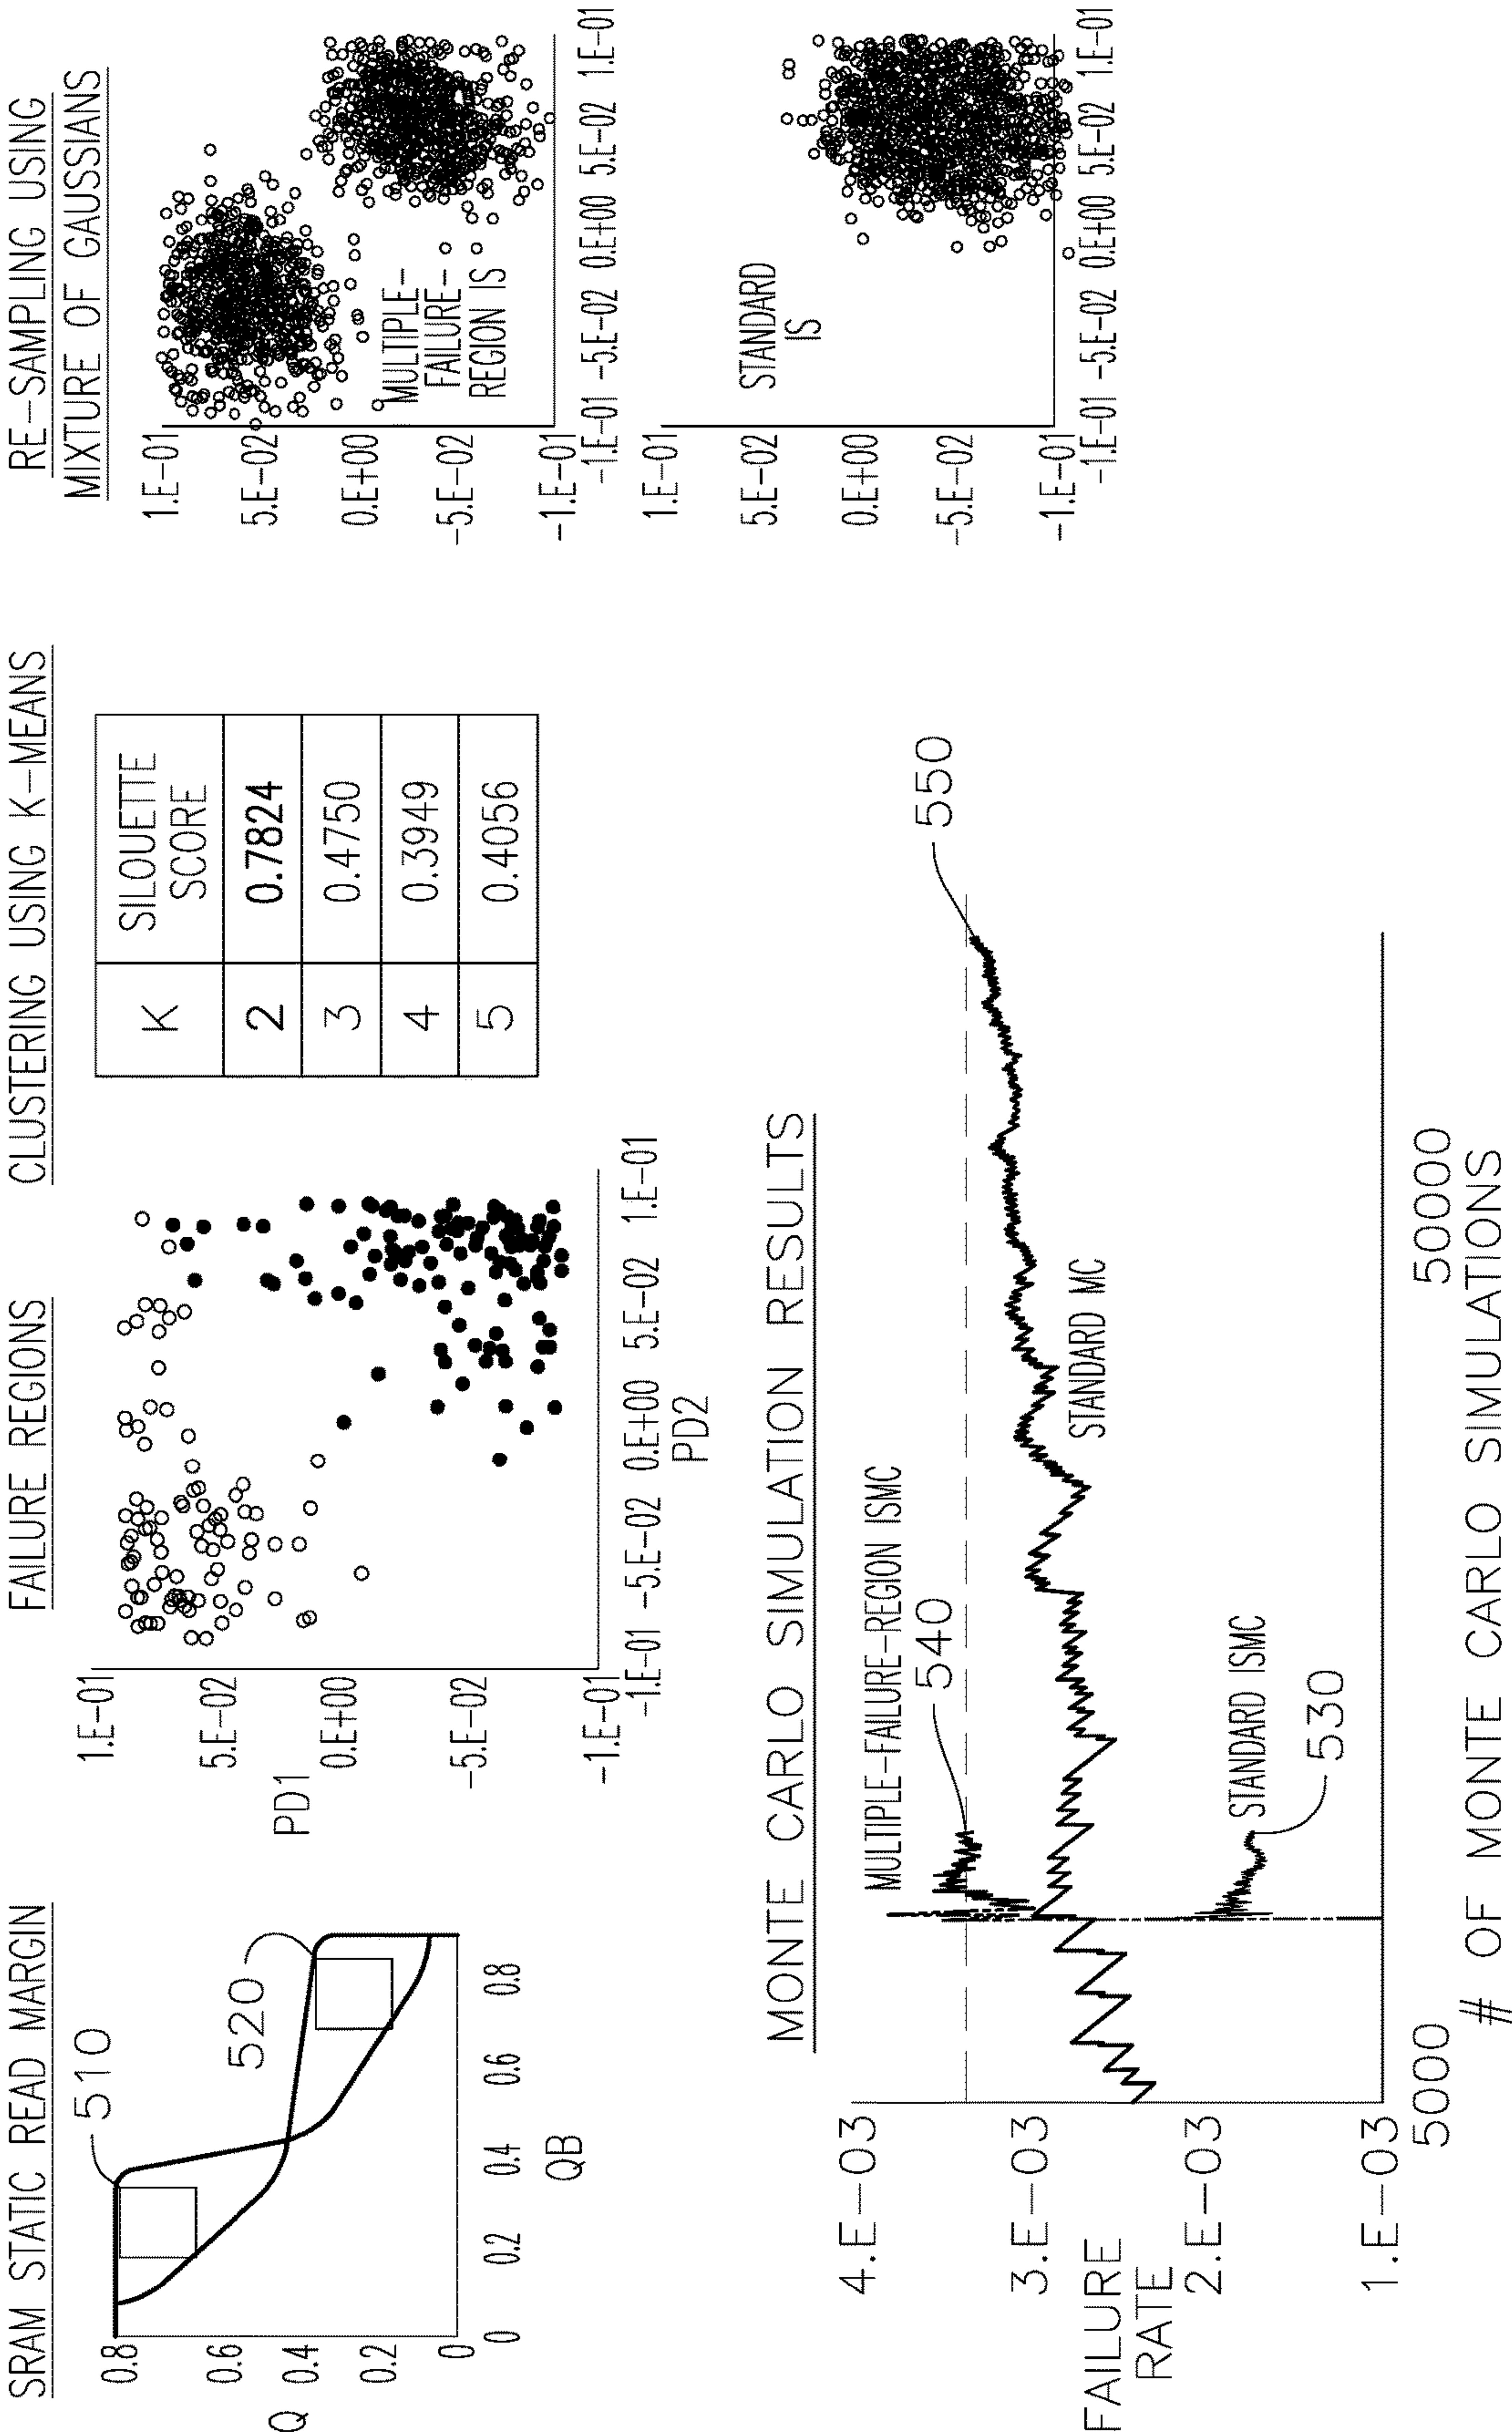 SRAM STATIC READ MARGIN
510
520
0.8
0.6
0.4
0.2
0
Q
0
0.2
0.4
0.6
0.8
QB
FAILURE REGIONS
1.E-01
5.E-02
0.E+00
-5.E-02
-1.E-01
PD1
-1.E-01 -5.E-02 0.E+00 5.E-02 1.E-01
PD2
CLUSTERING USING K-MEANS
K SILOUETTE SCORE
2 0.7824
3 0.4750
4 0.3949
5 0.4056
RE-SAMPLING USING
MIXTURE OF GAUSSIANS
1.E-01
5.E-02
0.E+00
-5.E-02
-1.E-01
MULTIPLE-
FAILURE-
REGION IS
-1.E-01 -5.E-02 0.E+00 5.E-02 1.E-01
1.E-01
5.E-02
0.E+00
-5.E-02
-1.E-01
STANDARD
IS
-1.E-01 -5.E-02 0.E+00 5.E-02 1.E-01
MONTE CARLO SIMULATION RESULTS
4.E-03
3.E-03
2.E-03
1.E-03
FAILURE
RATE
MULTIPLE-FAILURE-REGION ISMC
540
550
STANDARD MC
STANDARD ISMC
530
5000
50000
# OF MONTE CARLO SIMULATIONS